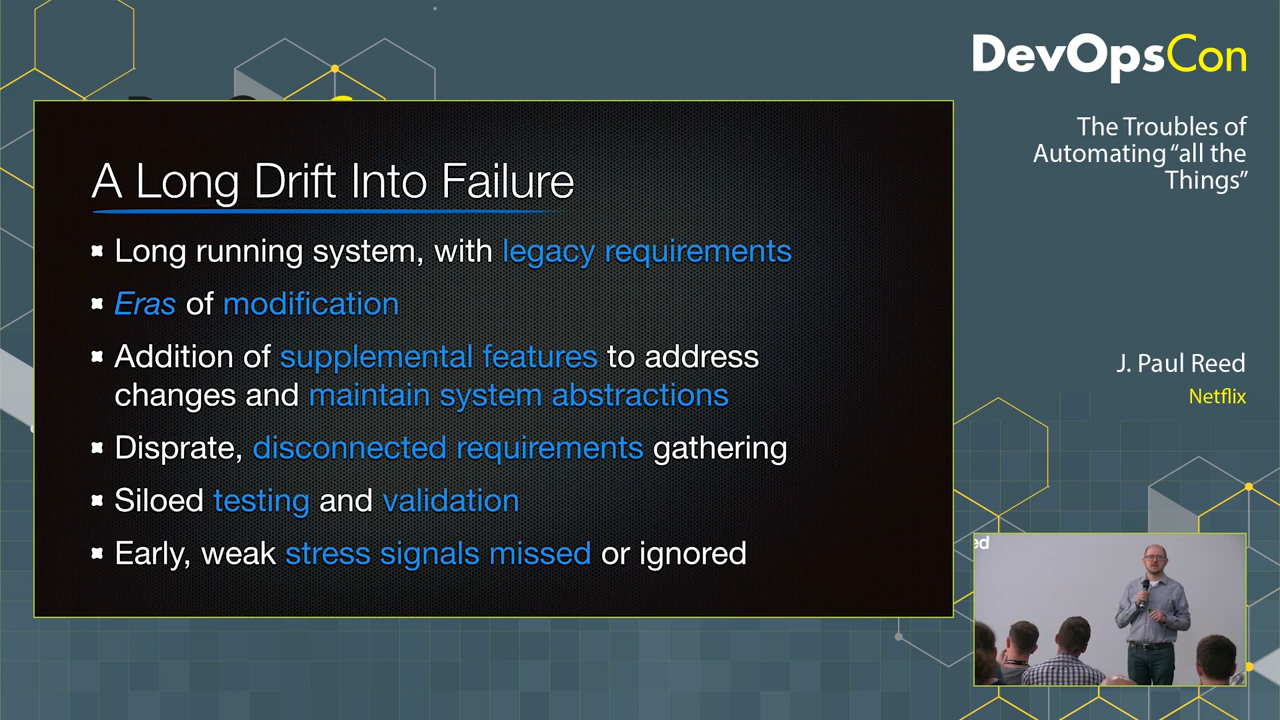 DevOpsCon
The Troubles of
Automating “all the
Things”
J. Paul Reed
Netflix
A Long Drift Into Failure
Long running system, with legacy requirements
Eras of modification
Addition of supplemental features to address
changes and maintain system abstractions
Disprate, disconnected requirements gathering
Siloed testing and validation
Early, weak stress signals missed or ignored
ed